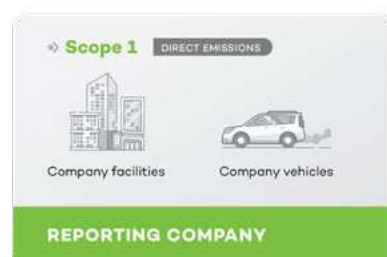 Scope 1 DIRECT EMISSIONS
Company facilities Company vehicles
REPORTING COMPANY